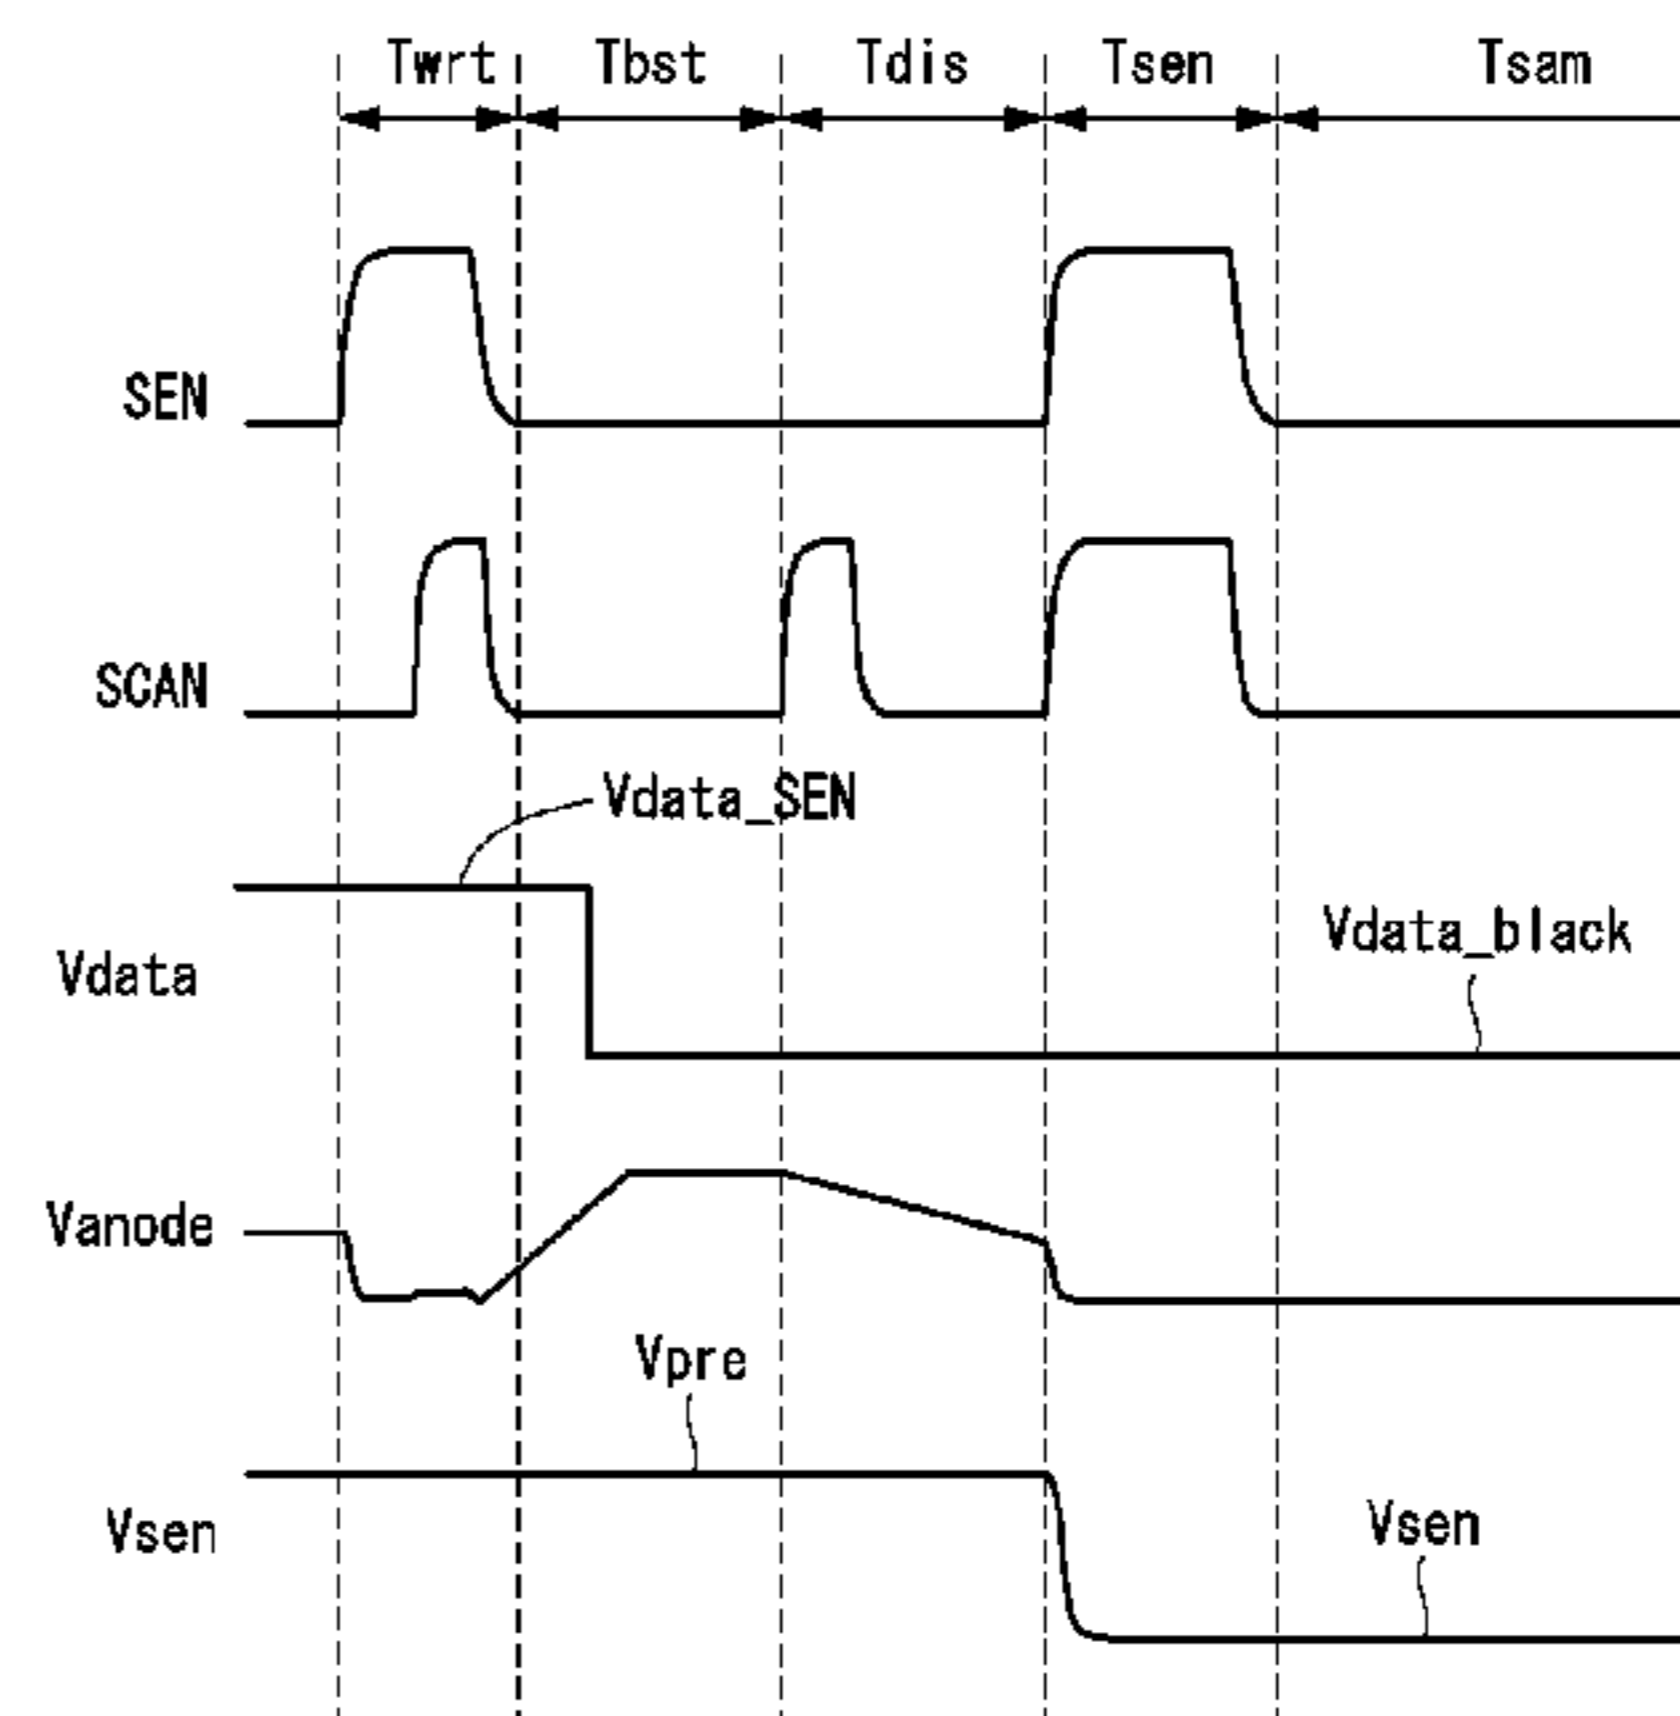 Twrt Tbst Tdis Tsen Tsam
SEN
SCAN
Vdata_SEN
Vdata_black
Vdata
Vanode
Vpre
Vsen
Vsen